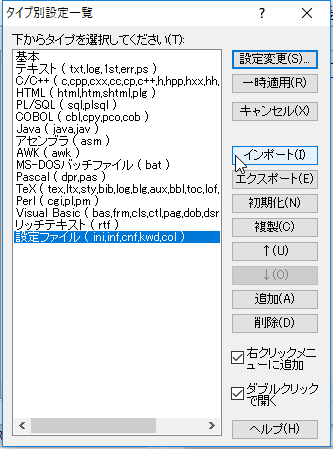 タイプ別設定一覧
下からタイプを選択してください(T):
基本
テキスト ( txt,log,1st,err,ps )
C/C++ ( c,cpp,cxx,cc,cp,c++,h,hpp,hxx,hh,
HTML ( html,htm,shtml,plg )
PL/SQL ( sql,plsql )
COBOL ( cbl,cpy,pco,cob )
Java ( java,jav )
アセンブラ ( asm )
AWK ( awk )
MS-DOSバッチファイル ( bat )
Pascal ( dpr,pas )
TeX ( tex,ltx,sty,bib,log,blg,aux,bbl,toc,lof,
Perl ( cgi,pl,pm )
Visual Basic ( bas,frm,cls,ctl,pag,dob,dsr
リッチテキスト ( rtf )
設定ファイル ( ini,inf,cnf,kwd,col )
設定変更(S)...
一時適用(R)
キャンセル(X)
インポート(I)
エクスポート(E)
初期化(N)
複製(C)
↑(U)
↓(O)
追加(A)
削除(D)
右クリックメニ
ューに追加
ダブルクリック
で開く
ヘルプ(H)